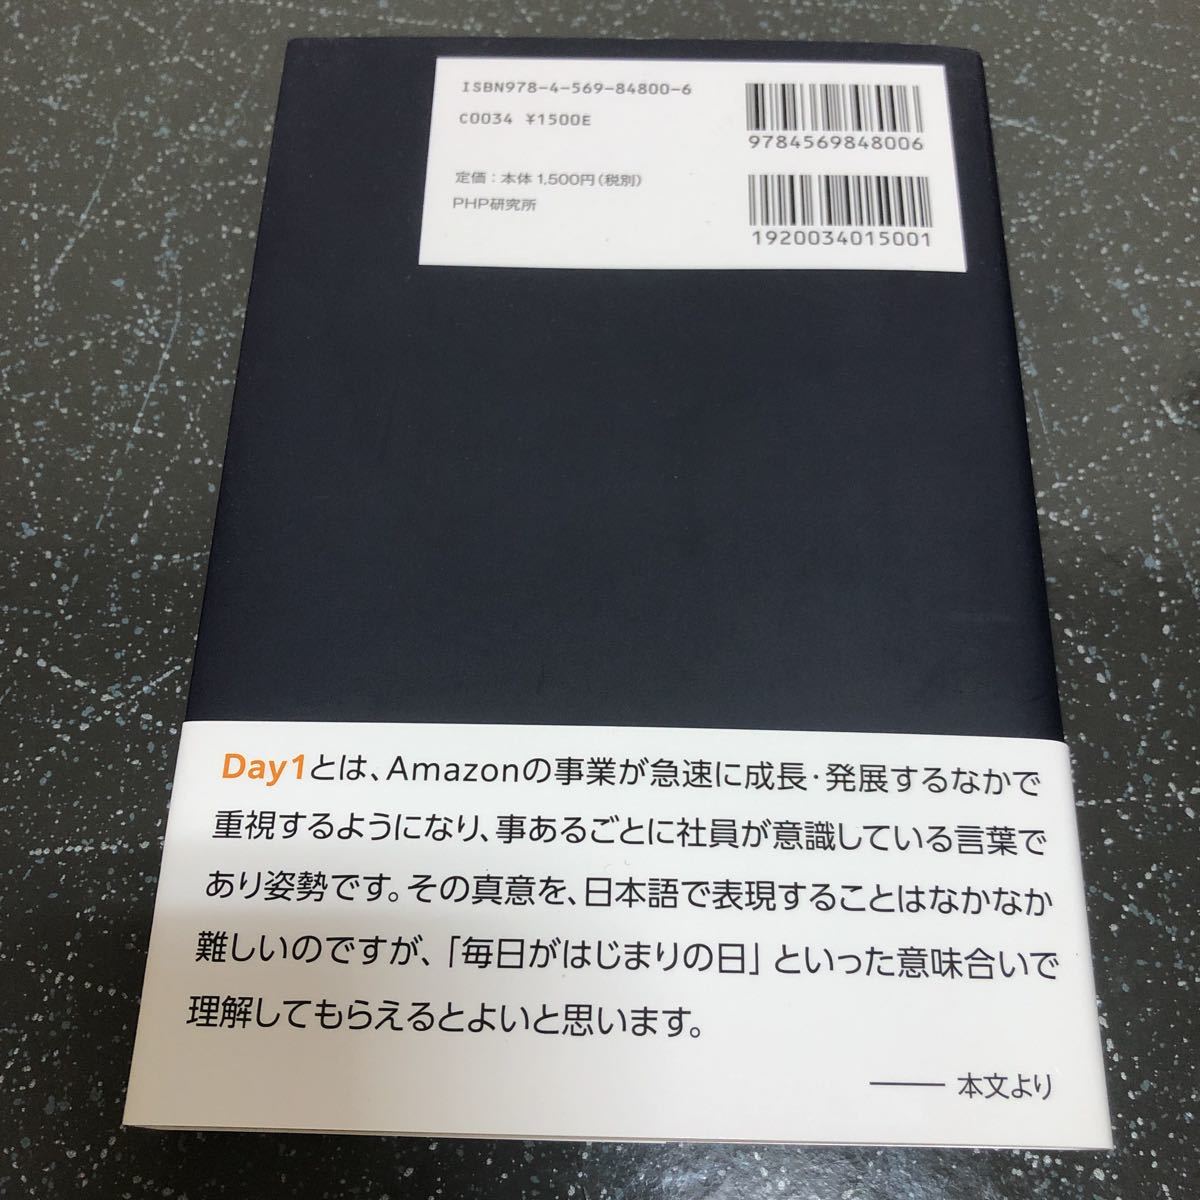 ISBN978-4-569-84800-6
C0034 ¥1500E
定価：本体1,500円（税別）
PHP研究所
9784569848006
1920034015001
Day1とは、Amazonの事業が急速に成長・発展するなかで
重視するようになり、事あるごとに社員が意識している言葉で
あり姿勢です。その真意を、日本語で表現することはなかなか
難しいのですが、「毎日がはじまりの日」といった意味合いで
理解してもらえるとよいと思います。
―― 本文より